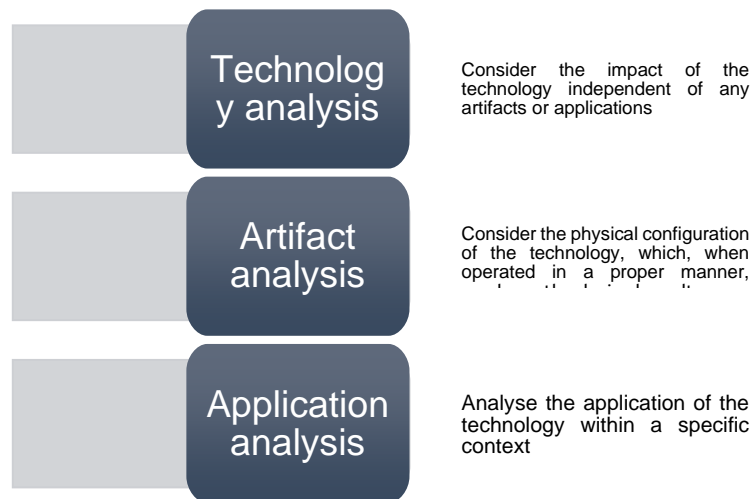 Technolog
y analysis
Consider the impact of the
technology independent of any
artifacts or applications
Artifact
analysis
Consider the physical configuration
of the technology, which, when
operated in a proper manner,
Application
analysis
Analyse the application of the
technology within a specific
context